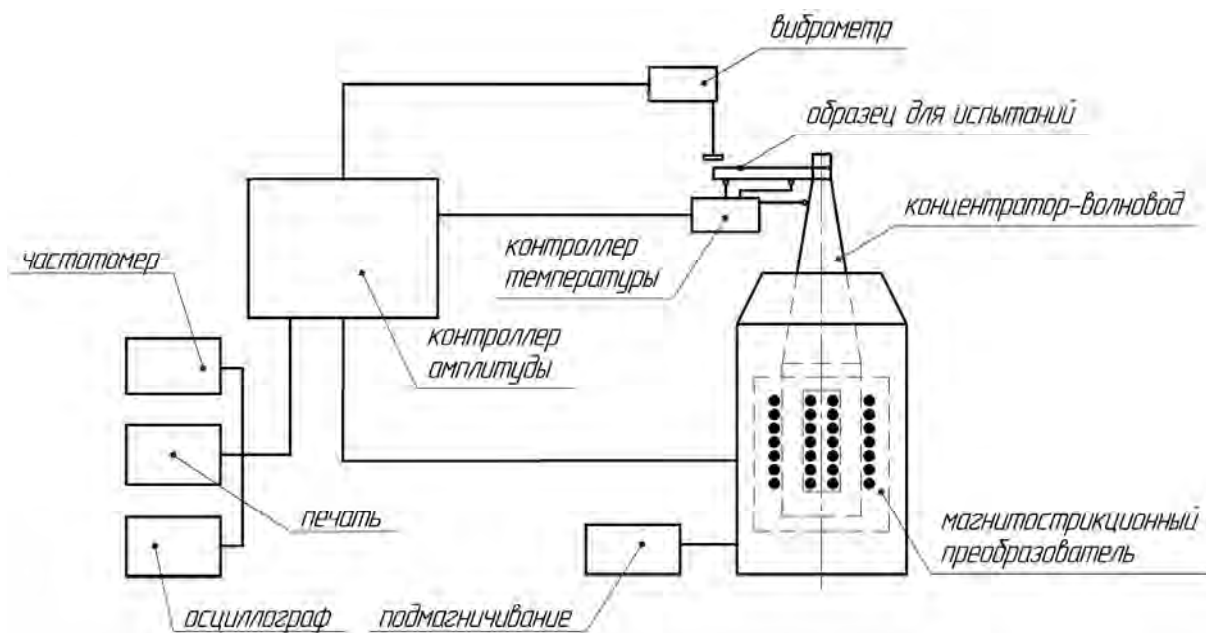 виброметр
образец для испытаний
концентратор-волновод
контроллер
температуры
частотомер
контроллер
амплитуды
печать
магнитострикционный
преобразователь
осциллограф
подмагничивание